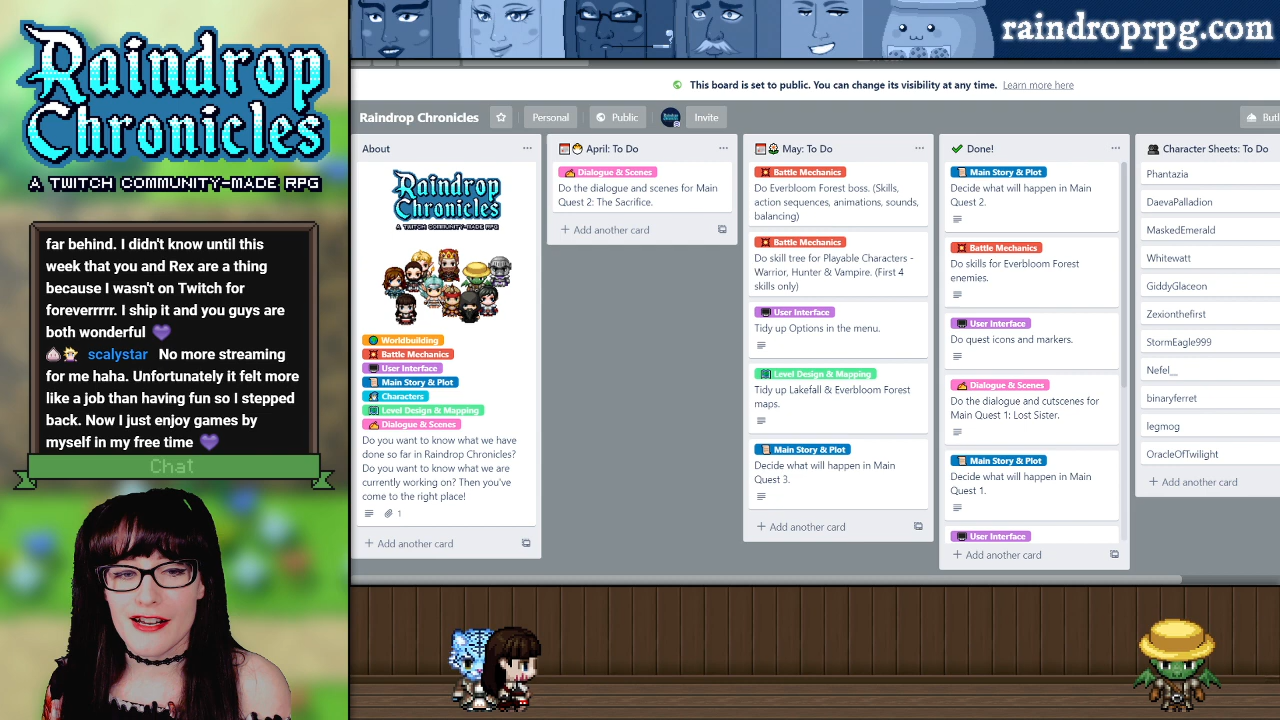 Raindrop
Chronicles
A TWITCH COMMUNITY-MADE RPG
far behind. I didn't know until this
week that you and Rex are a thing
because I wasn't on Twitch for
foreverrrrr. I ship it and you guys are
both wonderful 💜
scalystar No more streaming
for me haha. Unfortunately it felt more
like a job than having fun so I stepped
back. Now I just enjoy games by
myself in my free time 💜
Chat
raindroprpg.com
This board is set to public. You can change its visibility at any time. Learn more here
Raindrop Chronicles
Personal
Public
Invite
About
Raindrop
Chronicles
A TWITCH COMMUNITY-MADE RPG
Worldbuilding
Battle Mechanics
User Interface
Main Story & Plot
Characters
Level Design & Mapping
Dialogue & Scenes
Do you want to know what we have
done so far in Raindrop Chronicles?
Do you want to know what we are
currently working on? Then you've
come to the right place!
1
+ Add another card
April: To Do
Dialogue & Scenes
Do the dialogue and scenes for Main
Quest 2: The Sacrifice.
+ Add another card
May: To Do
Battle Mechanics
Do Everbloom Forest boss. (Skills,
action sequences, animations, sounds,
balancing)
Battle Mechanics
Do skill tree for Playable Characters -
Warrior, Hunter & Vampire. (First 4
skills only)
User Interface
Tidy up Options in the menu.
Level Design & Mapping
Tidy up Lakefall & Everbloom Forest
maps.
Main Story & Plot
Decide what will happen in Main
Quest 3.
+ Add another card
Done!
Main Story & Plot
Decide what will happen in Main
Quest 2.
Battle Mechanics
Do skills for Everbloom Forest
enemies.
User Interface
Do quest icons and markers.
Dialogue & Scenes
Do the dialogue and cutscenes for
Main Quest 1: Lost Sister.
Main Story & Plot
Decide what will happen in Main
Quest 1.
User Interface
+ Add another card
Character Sheets: To Do
Phantazia
DaevaPalladion
MaskedEmerald
Whitewatt
GiddyGlaceon
Zexionthefirst
StormEagle999
Nefel__
binaryferret
legmog
OracleOfTwilight
+ Add another card